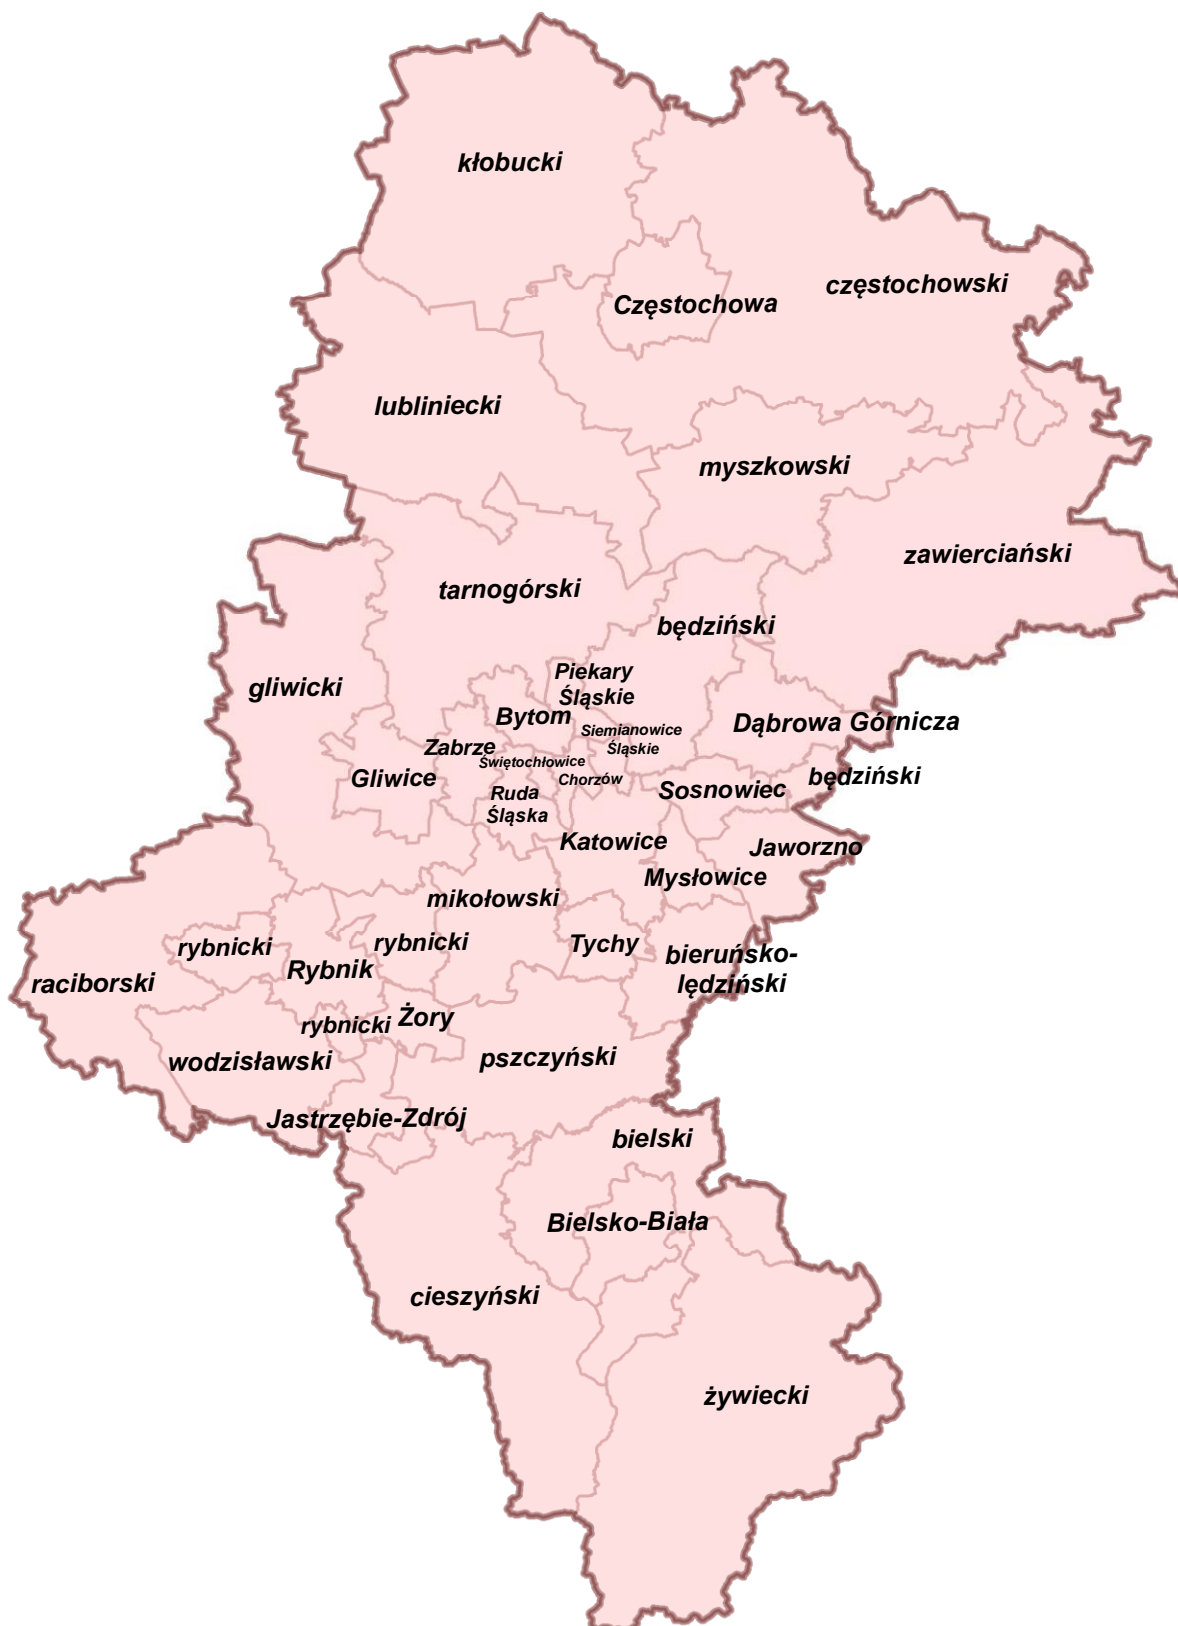 kłobucki
częstochowski
Częstochowa
lubliniecki
myszkowski
zawierciański
tarnogórski
będziński
Piekary
Śląskie
gliwicki
Bytom
Dąbrowa Górnicza
Siemianowice
Śląskie
Zabrze
Świętochłowice
Gliwice
Chorzów
będziński
Sosnowiec
Ruda
Śląska
Katowice
Jaworzno
Mysłowice
mikołowski
rybnicki
rybnicki
Tychy
bieruńsko-
lędziński
Rybnik
raciborski
rybnicki
Żory
wodzisławski
pszczyński
Jastrzębie-Zdrój
bielski
Bielsko-Biała
cieszyński
żywiecki